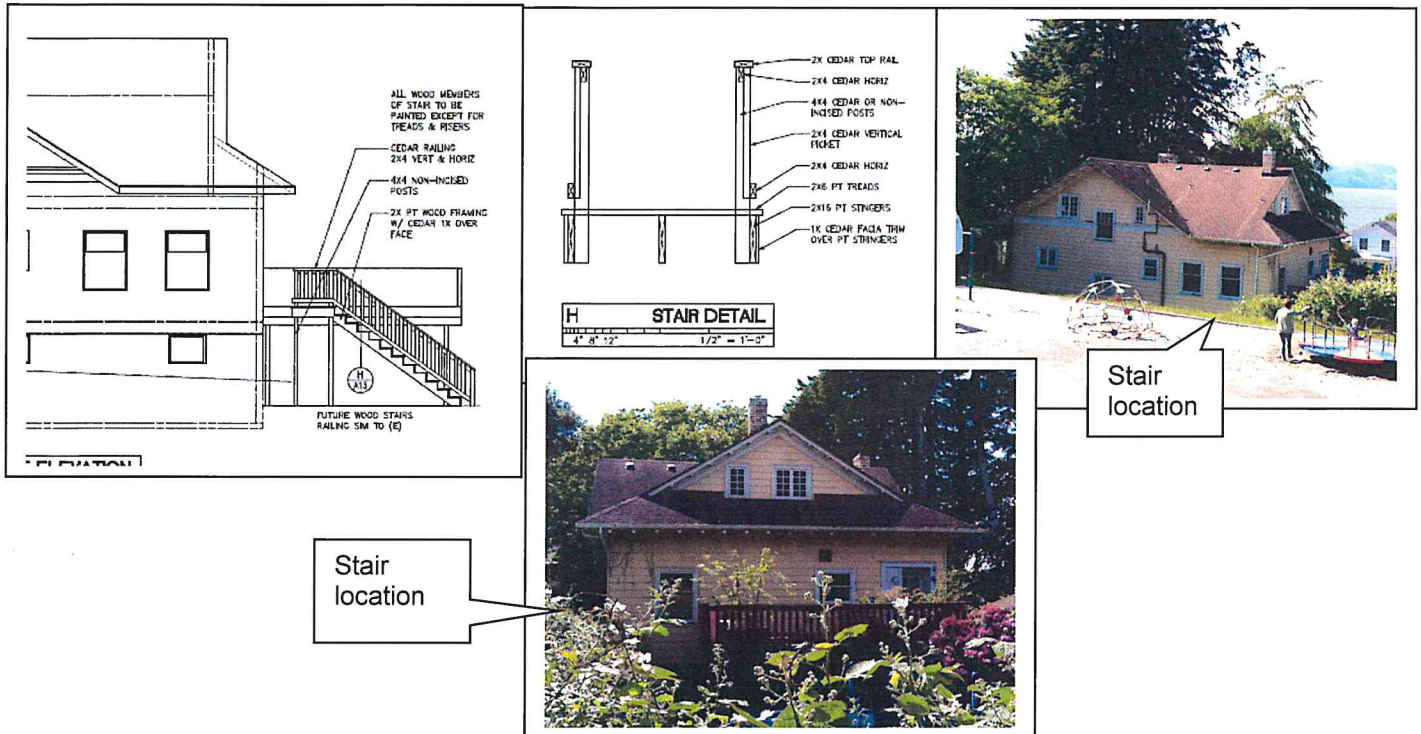 ALL WOOD MEMBERS
OF STAIR TO BE
PAINTED EXCEPT FOR
TREADS & RISERS
CEDAR RAILING
2X4 VERT & HORIZ
4X4 NON-INCISED
POSTS
2X PT WOOD FRAMING
W/ CEDAR 1X OVER
FACE
H
A13
FUTURE WOOD STAIRS
RAILING SIM TO (E)
ELEVATION
2X CEDAR TOP RAIL
2X4 CEDAR HORIZ
4X4 CEDAR OR NON-
INCISED POSTS
2X4 CEDAR VERTICAL
PICKET
2X4 CEDAR HORIZ
2X6 PT TREADS
2X16 PT STINGERS
1X CEDAR FACIA TRIM
OVER PT STRINGERS
H STAIR DETAIL
4" 8" 12" 1/2" = 1'-0"
Stair
location
Stair
location